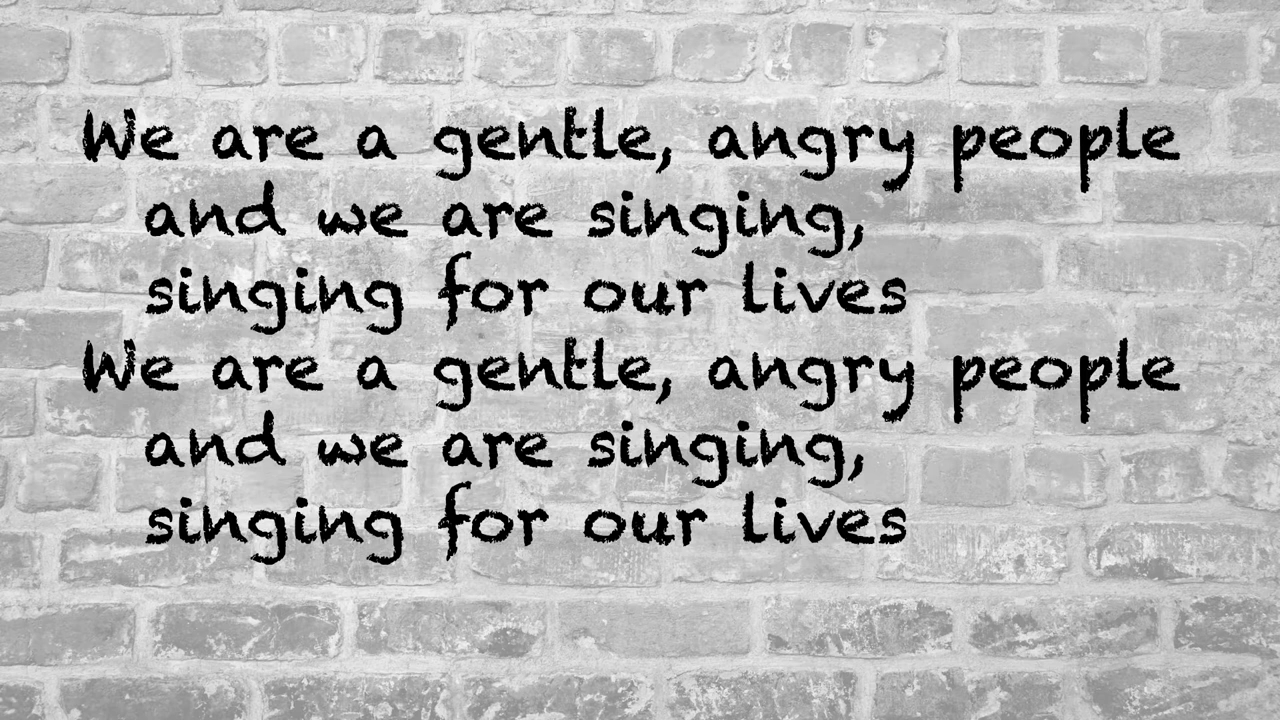 We are a gentle, angry people
and we are singing,
singing for our lives
We are a gentle, angry people
and we are singing,
singing for our lives